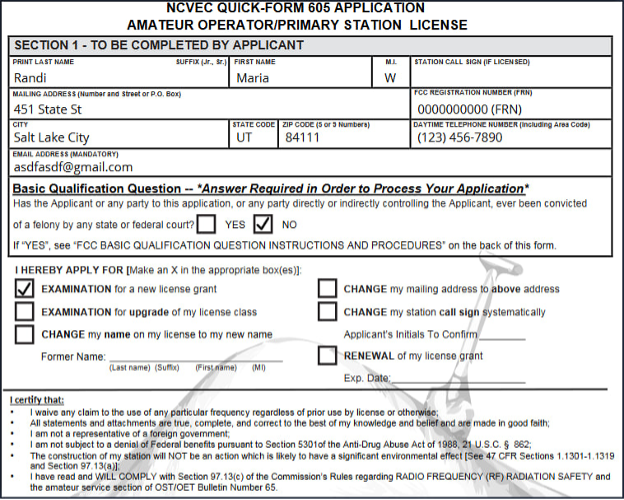 NCVEC QUICK-FORM 605 APPLICATION
AMATEUR OPERATOR/PRIMARY STATION LICENSE
SECTION 1 - TO BE COMPLETED BY APPLICANT
PRINT LAST NAME SUFFIX (Jr., Sr.) FIRST NAME M.I. STATION CALL SIGN (IF LICENSED)
Randi Maria W
MAILING ADDRESS (Number and Street or P.O. Box) FCC REGISTRATION NUMBER (FRN)
451 State St 0000000000 (FRN)
CITY STATE CODE ZIP CODE (5 or 9 Numbers) DAYTIME TELEPHONE NUMBER (Including Area Code)
Salt Lake City UT 84111 (123) 456-7890
EMAIL ADDRESS (MANDATORY)
asdfasdf@gmail.com
Basic Qualification Question -- *Answer Required in Order to Process Your Application*
Has the Applicant or any party to this application, or any party directly or indirectly controlling the Applicant, ever been convicted
of a felony by any state or federal court? YES NO
If "YES", see "FCC BASIC QUALIFICATION QUESTION INSTRUCTIONS AND PROCEDURES" on the back of this form.
I HEREBY APPLY FOR [Make an X in the appropriate box(es)]:
EXAMINATION for a new license grant CHANGE my mailing address to above address
EXAMINATION for upgrade of my license class CHANGE my station call sign systematically
CHANGE my name on my license to my new name Applicant's Initials To Confirm
Former Name: RENEWAL of my license grant
(Last name) (Suffix) (First name) (MI)
Exp. Date:
I certify that:
• I waive any claim to the use of any particular frequency regardless of prior use by license or otherwise;
• All statements and attachments are true, complete, and correct to the best of my knowledge and belief and are made in good faith;
• I am not a representative of a foreign government;
• I am not subject to a denial of Federal benefits pursuant to Section 5301of the Anti-Drug Abuse Act of 1988, 21 U.S.C. § 862;
• The construction of my station will NOT be an action which is likely to have a significant environmental effect [See 47 CFR Sections 1.1301-1.1319
and Section 97.13(a)];
• I have read and WILL COMPLY with Section 97.13(c) of the Commission's Rules regarding RADIO FREQUENCY (RF) RADIATION SAFETY and
the amateur service section of OST/OET Bulletin Number 65.